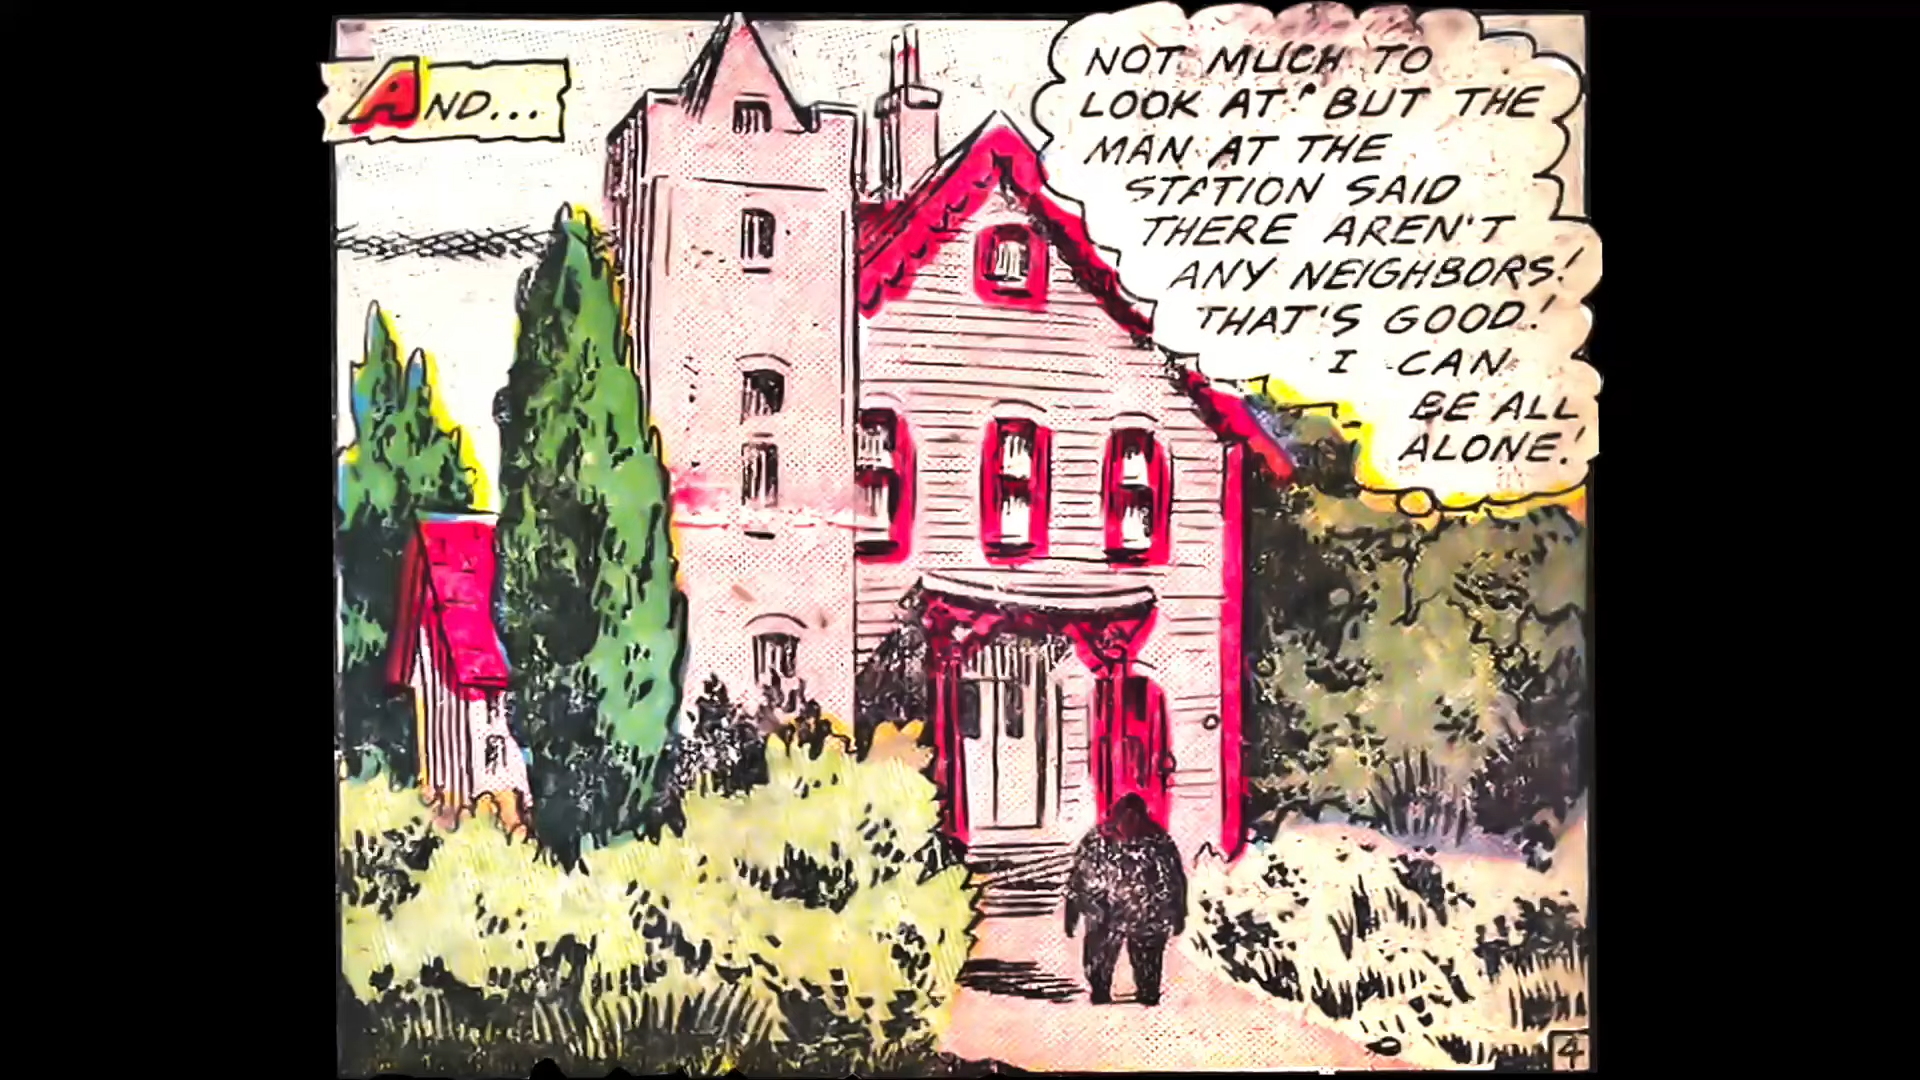 AND...
NOT MUCH TO
LOOK AT! BUT THE
MAN AT THE
STATION SAID
THERE AREN'T
ANY NEIGHBORS!
THAT'S GOOD!
I CAN
BE ALL
ALONE!
4